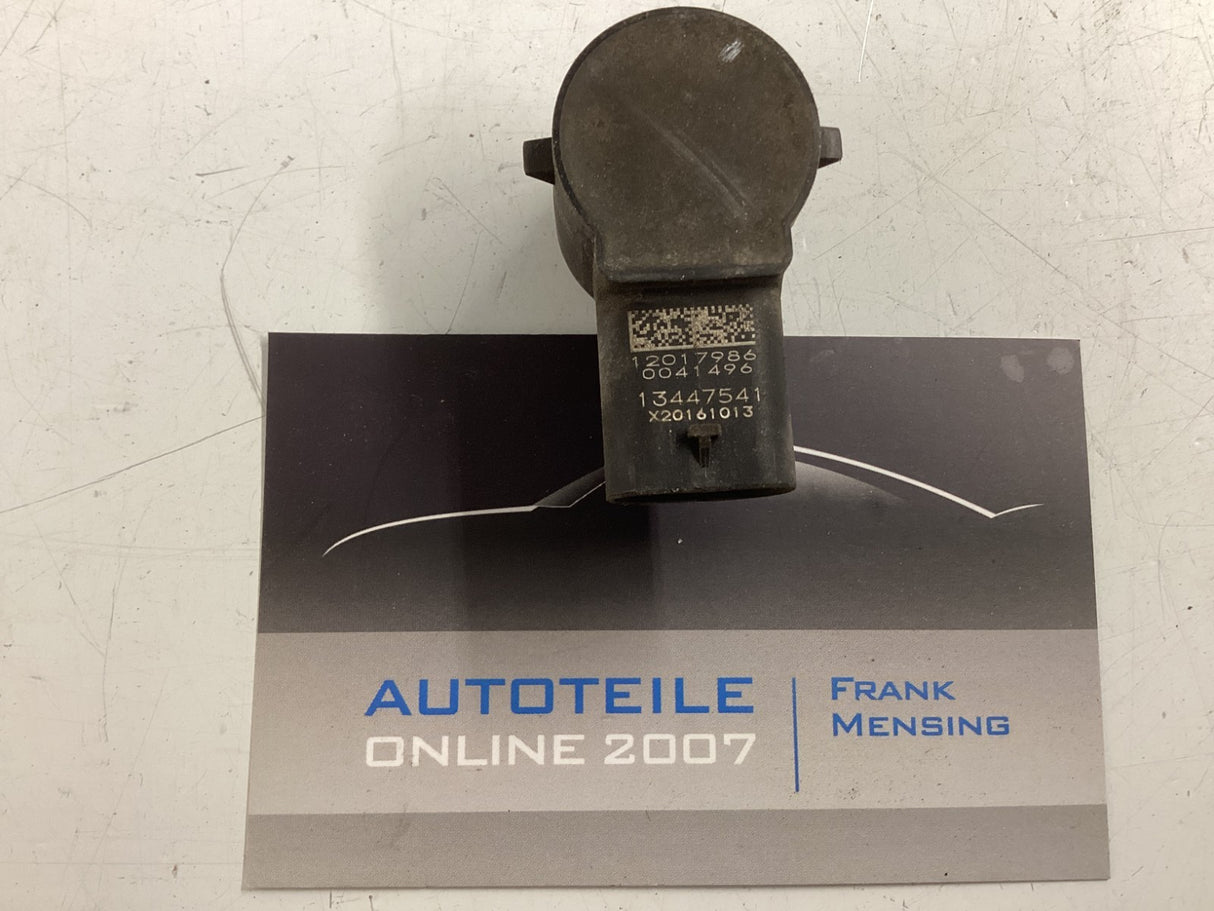 12017986
0041496
13447541
X20161013
AUTOTEILE
ONLINE 2007
FRANK
MENSING